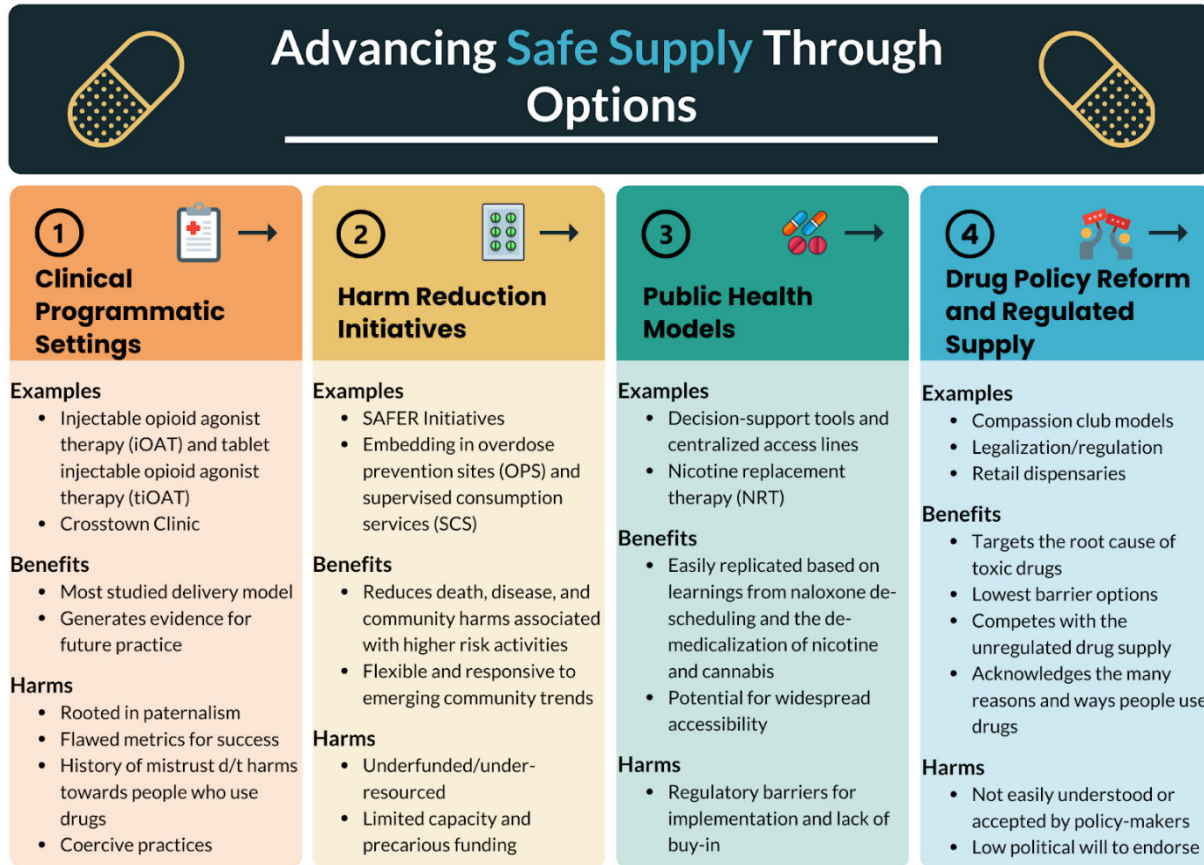 Advancing Safe Supply Through
Options
1
Clinical
Programmatic
Settings
Examples
• Injectable opioid agonist
therapy (iOAT) and tablet
injectable opioid agonist
therapy (tiOAT)
• Crosstown Clinic
Benefits
• Most studied delivery model
• Generates evidence for
future practice
Harms
• Rooted in paternalism
• Flawed metrics for success
• History of mistrust d/t harms
towards people who use
drugs
• Coercive practices
2
Harm Reduction
Initiatives
Examples
• SAFER Initiatives
• Embedding in overdose
prevention sites (OPS) and
supervised consumption
services (SCS)
Benefits
• Reduces death, disease, and
community harms associated
with higher risk activities
• Flexible and responsive to
emerging community trends
Harms
• Underfunded/under-
resourced
• Limited capacity and
precarious funding
3
Public Health
Models
Examples
• Decision-support tools and
centralized access lines
• Nicotine replacement
therapy (NRT)
Benefits
• Easily replicated based on
learnings from naloxone de-
scheduling and the de-
medicalization of nicotine
and cannabis
• Potential for widespread
accessibility
Harms
• Regulatory barriers for
implementation and lack of
buy-in
4
Drug Policy Reform
and Regulated
Supply
Examples
• Compassion club models
• Legalization/regulation
• Retail dispensaries
Benefits
• Targets the root cause of
toxic drugs
• Lowest barrier options
• Competes with the
unregulated drug supply
• Acknowledges the many
reasons and ways people use
drugs
Harms
• Not easily understood or
accepted by policy-makers
• Low political will to endorse